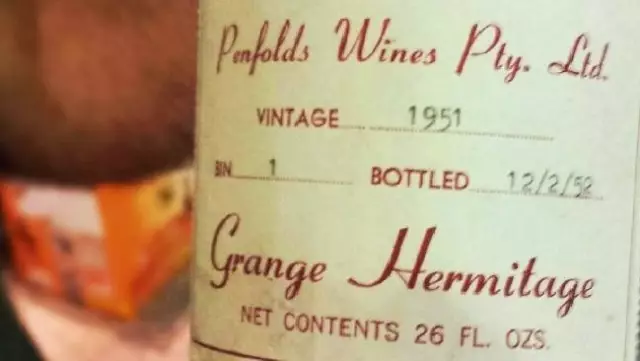 Penfolds Wines Pty. Ltd.
VINTAGE 1951
BIN 1 BOTTLED 12/2/52
Grange Hermitage
NET CONTENTS 26 FL. OZS.